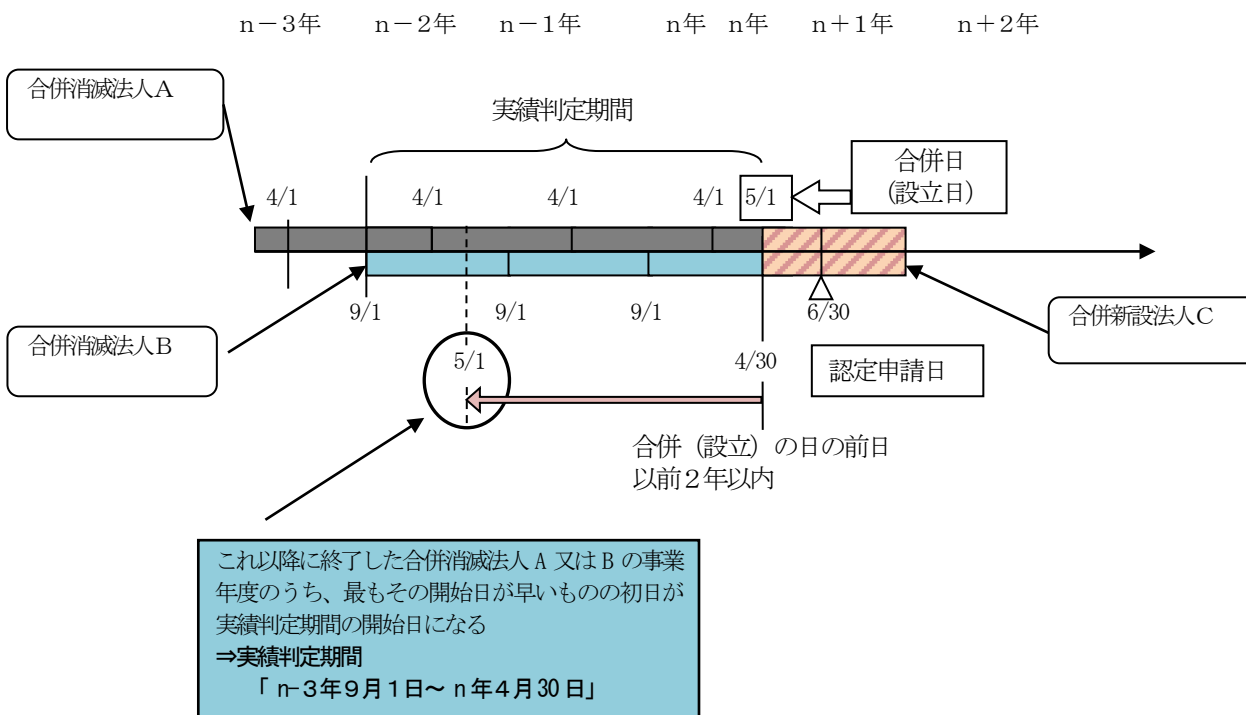 n－3年 n－2年 n－1年 n年 n年 n＋1年 n＋2年
合併消滅法人A
実績判定期間
合併日
（設立日）
4/1 4/1 4/1 4/1 5/1
9/1 9/1 9/1 6/30
合併消滅法人B
合併新設法人C
5/1 4/30
認定申請日
合併（設立）の日の前日
以前２年以内
これ以降に終了した合併消滅法人 A 又は B の事業
年度のうち、最もその開始日が早いものの初日が
実績判定期間の開始日になる
⇒実績判定期間
「 n-3年９月１日～ n 年４月30 日」